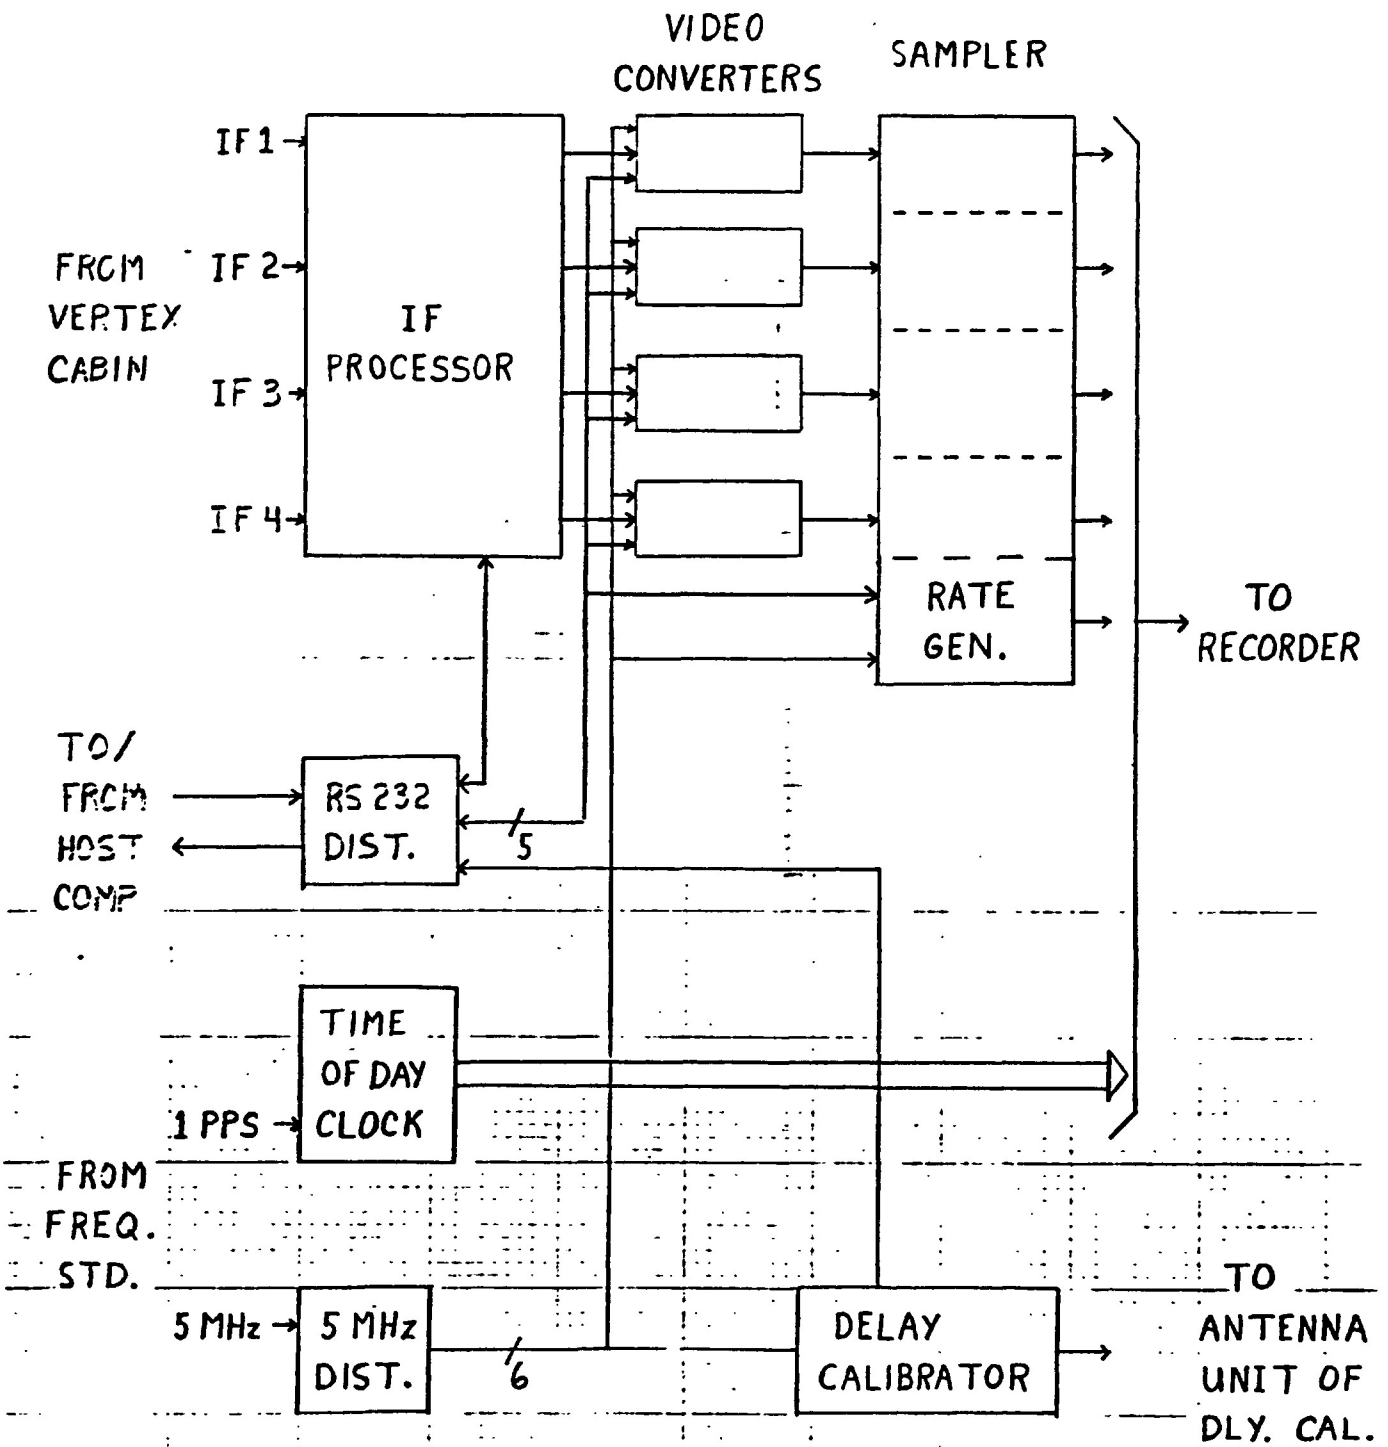 VIDEO
CONVERTERS
SAMPLER
IF 1
FROM
VERTEX
CABIN
IF 2
IF 3
IF 4
IF
PROCESSOR
RATE
GEN.
TO
RECORDER
TO/
FROM
HOST
COMP
RS 232
DIST.
5
TIME
OF DAY
CLOCK
1 PPS
FROM
FREQ.
STD.
5 MHz
5 MHz
DIST.
6
DELAY
CALIBRATOR
TO
ANTENNA
UNIT OF
DLY. CAL.